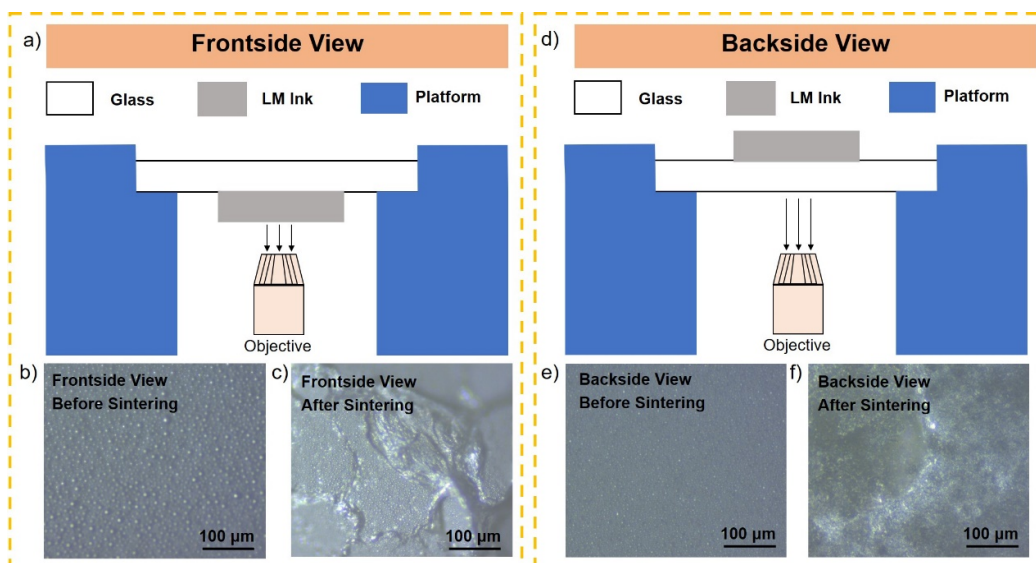 a)
Frontside View
Glass
LM Ink
Platform
Objective
b)
Frontside View
Before Sintering
100 μm
c)
Frontside View
After Sintering
100 μm
d)
Backside View
Glass
LM Ink
Platform
Objective
e)
Backside View
Before Sintering
100 μm
f)
Backside View
After Sintering
100 μm